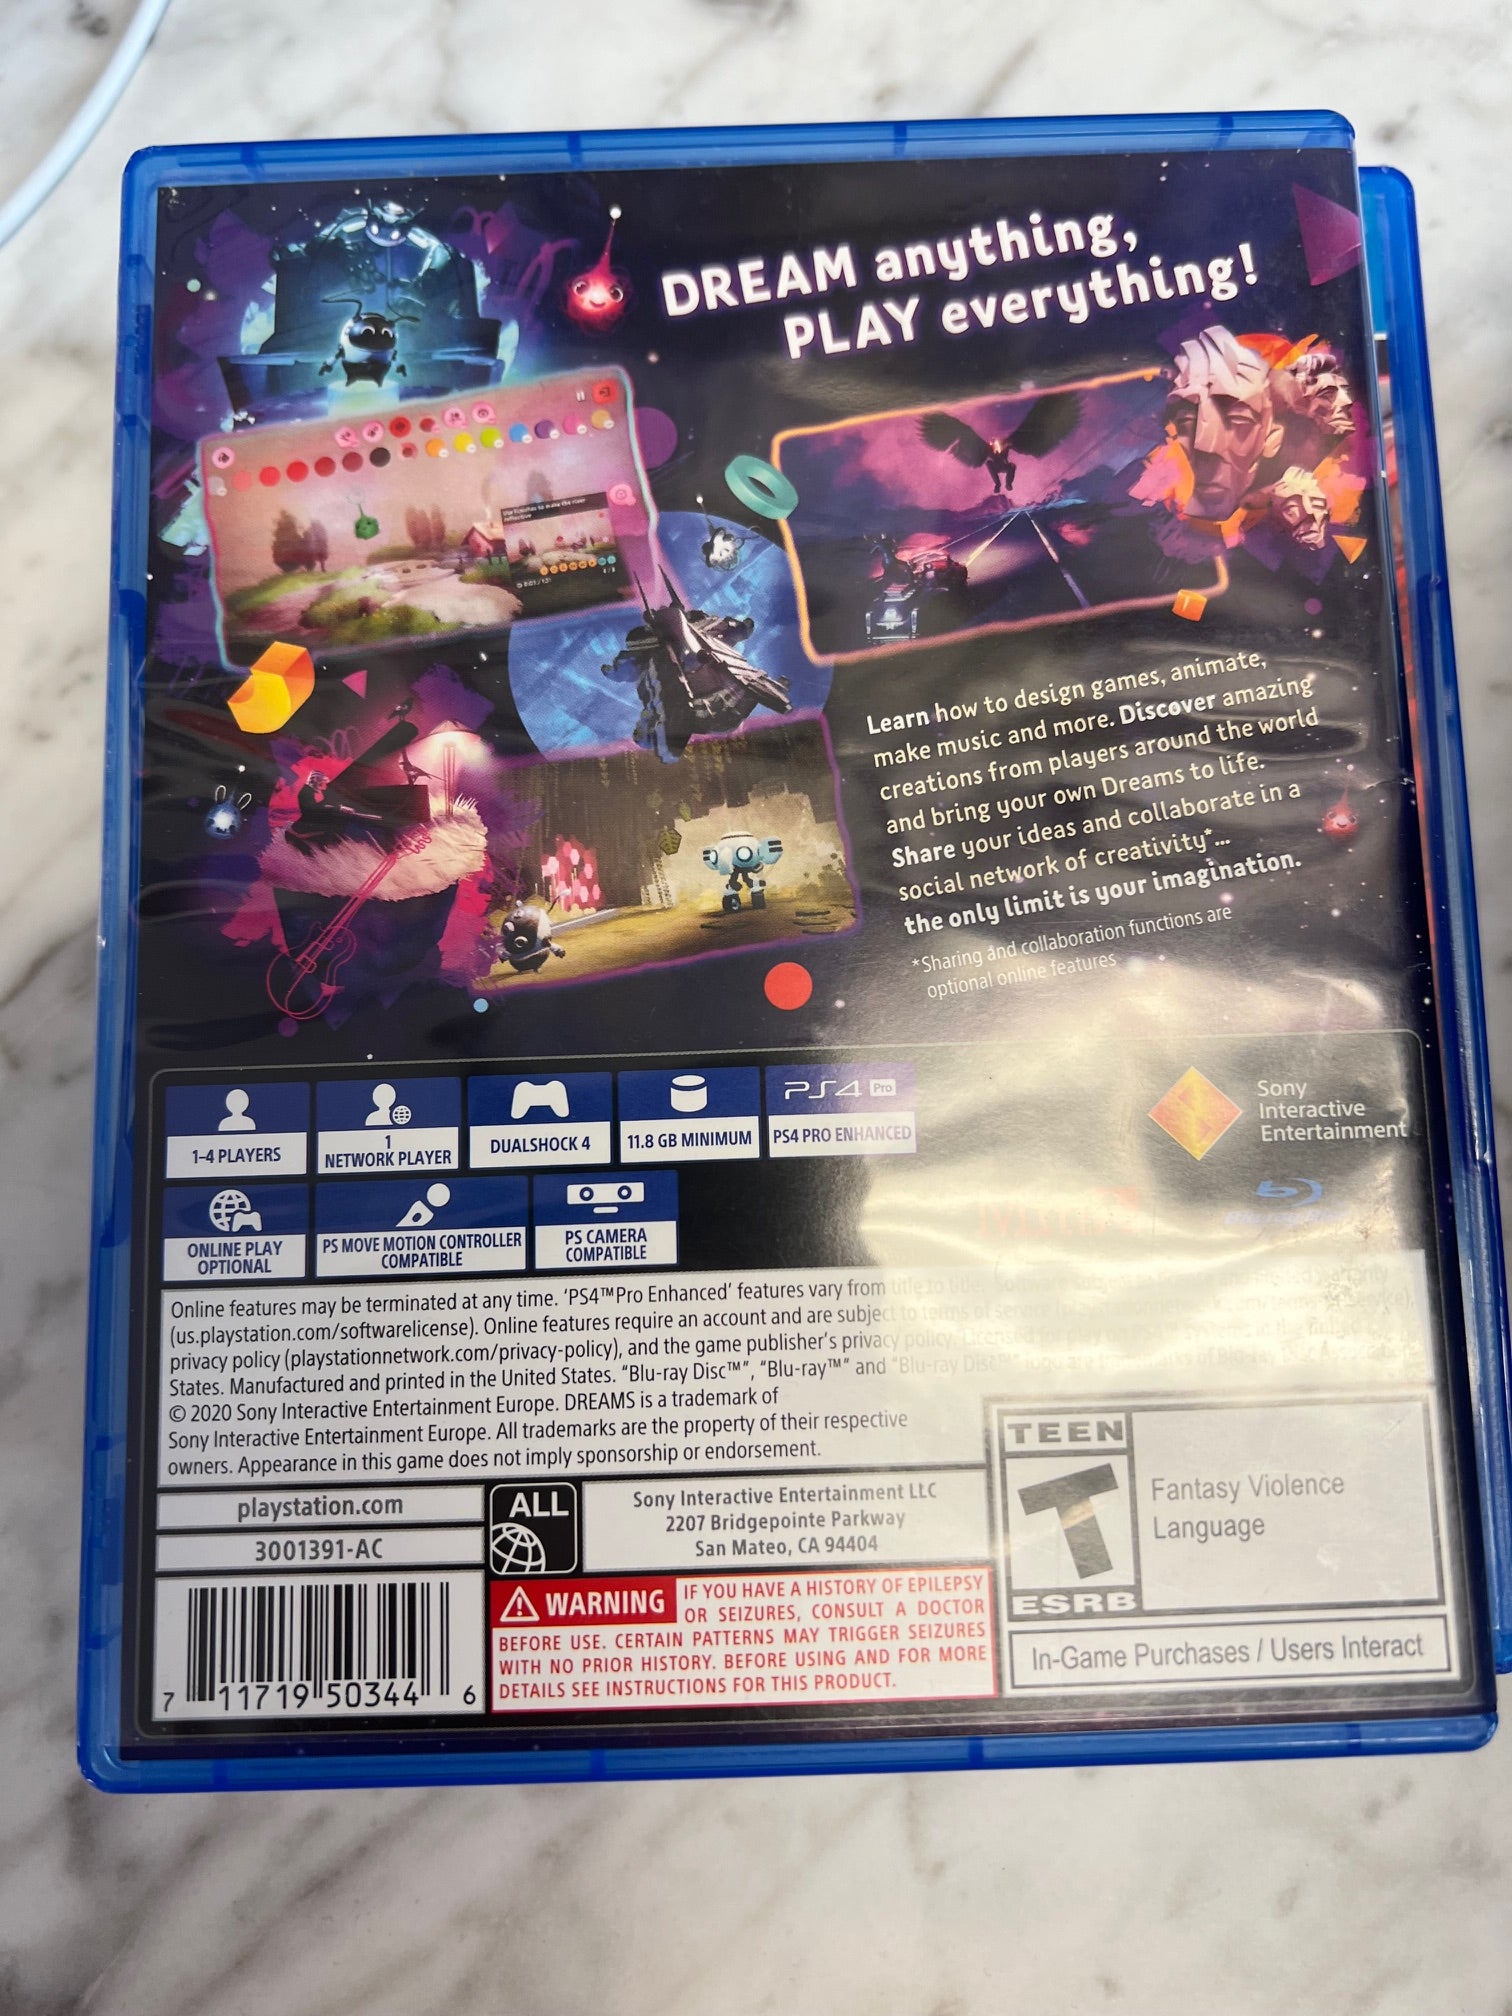 DREAM anything,
PLAY everything!
Learn how to design games, animate,
make music and more. Discover amazing
creations from players around the world
and bring your own Dreams to life.
Share your ideas and collaborate in a
social network of creativity*...
the only limit is your imagination.
*Sharing and collaboration functions are
optional online features
PS4 Pro
1-4 PLAYERS
1
NETWORK PLAYER
DUALSHOCK 4
11.8 GB MINIMUM
PS4 PRO ENHANCED
Sony
Interactive
Entertainment
ONLINE PLAY
OPTIONAL
PS MOVE MOTION CONTROLLER
COMPATIBLE
PS CAMERA
COMPATIBLE
Online features may be terminated at any time. 'PS4™Pro Enhanced' features vary from title to title.
(us.playstation.com/softwarelicense). Online features require an account and are subject to terms of service
privacy policy (playstationnetwork.com/privacy-policy), and the game publisher's privacy policy. Licensed for play
States. Manufactured and printed in the United States. "Blu-ray Disc™", "Blu-ray™" and "Blu-ray Disc™" logo are
© 2020 Sony Interactive Entertainment Europe. DREAMS is a trademark of
Sony Interactive Entertainment Europe. All trademarks are the property of their respective
owners. Appearance in this game does not imply sponsorship or endorsement.
playstation.com
3001391-AC
ALL
Sony Interactive Entertainment LLC
2207 Bridgepointe Parkway
San Mateo, CA 94404
WARNING IF YOU HAVE A HISTORY OF EPILEPSY
OR SEIZURES, CONSULT A DOCTOR
BEFORE USE. CERTAIN PATTERNS MAY TRIGGER SEIZURES
WITH NO PRIOR HISTORY. BEFORE USING AND FOR MORE
DETAILS SEE INSTRUCTIONS FOR THIS PRODUCT.
7 11719 50344 6
TEEN
T
ESRB
Fantasy Violence
Language
In-Game Purchases / Users Interact